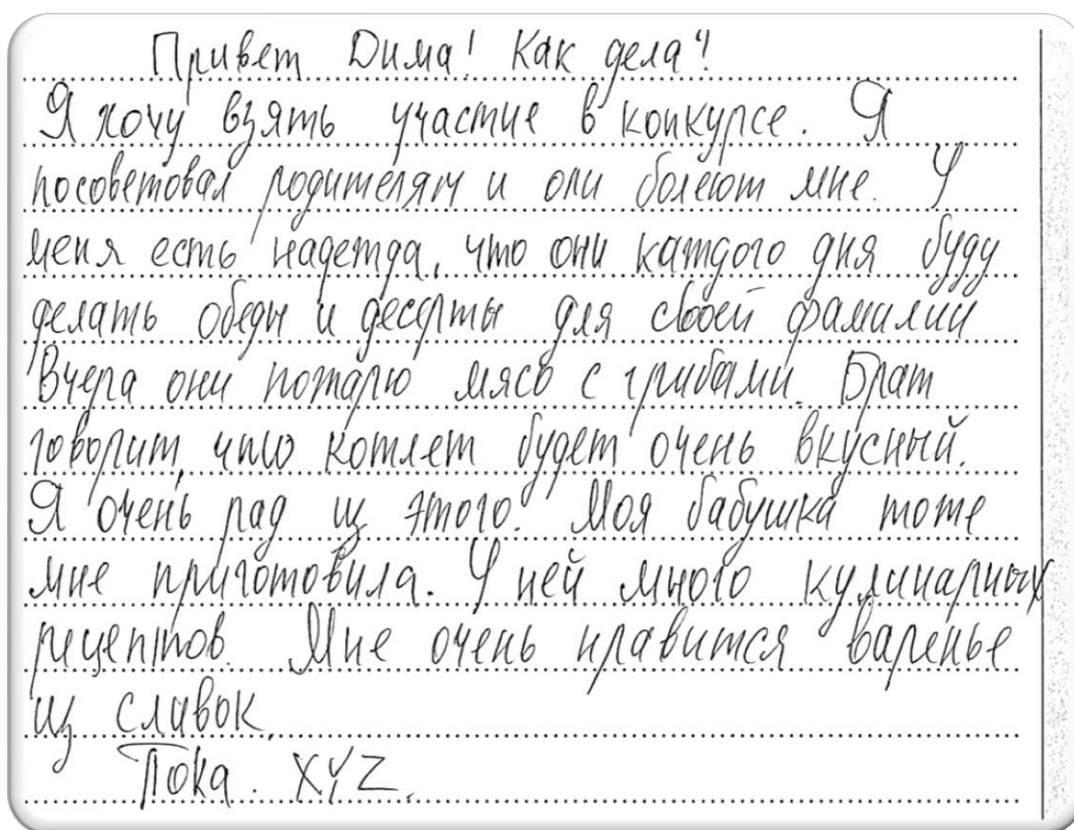 Привет Дима! Как дела?
Я хочу взять участие в конкурсе. Я
посоветовал родителям и они болеют мне. У
меня есть надежда, что они каждого дня буду
делать обеды и десерты для своей фамилии
Вчера они пожарю мясо с грибами. Брат
говорит, что котлет будет очень вкусный.
Я очень рад из этого. Моя бабушка тоже
мне приготовила. У ней много кулинарных
рецептов. Мне очень нравится варенье
из сливок.
Пока. XYZ.